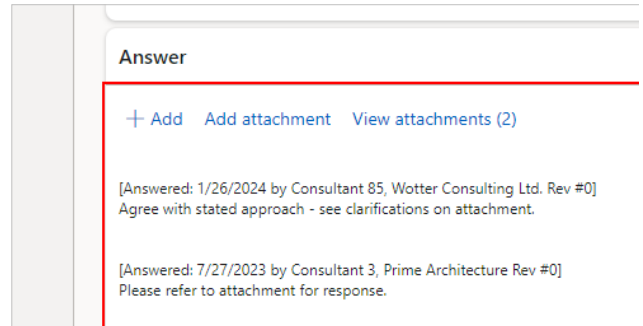 Answer
+ Add Add attachment View attachments (2)
[Answered: 1/26/2024 by Consultant 85, Wotter Consulting Ltd. Rev #0]
Agree with stated approach - see clarifications on attachment.
[Answered: 7/27/2023 by Consultant 3, Prime Architecture Rev #0]
Please refer to attachment for response.